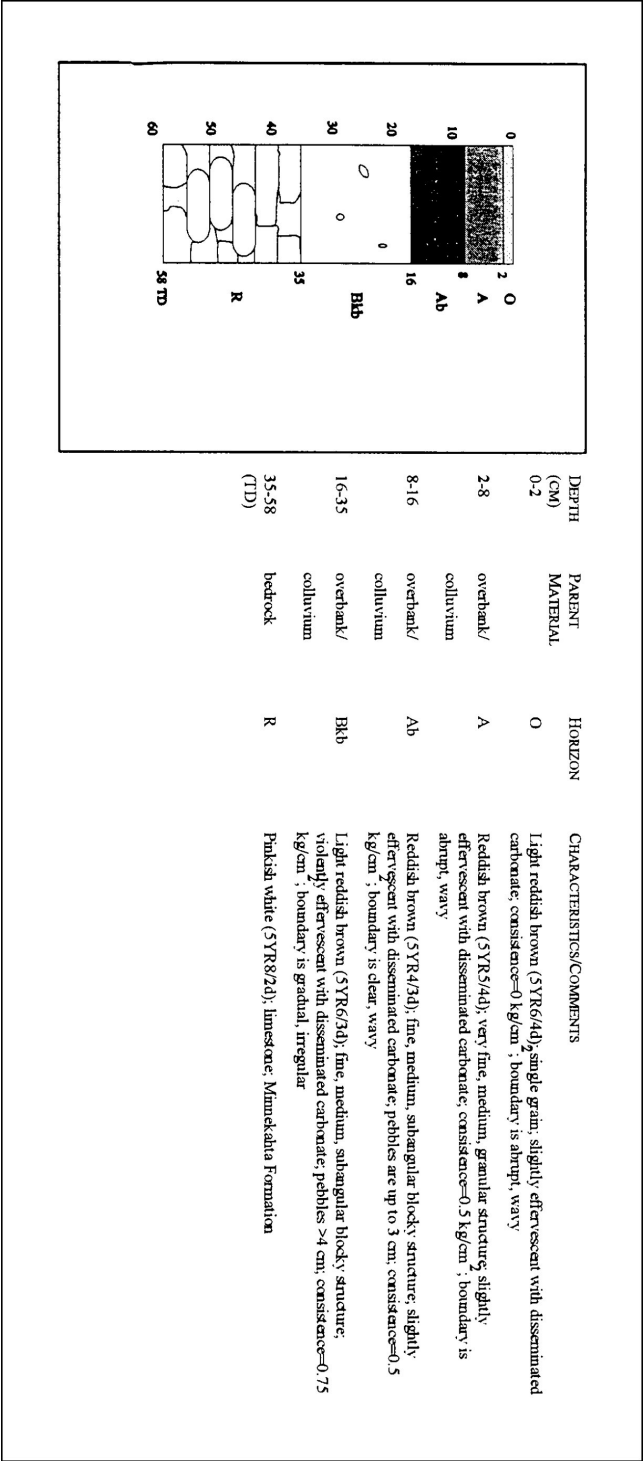 0
10
20
30
40
50
60
O
2
A
8
Ab
16
Bkb
35
R
58 TD
DEPTH (CM) PARENT MATERIAL HORIZON CHARACTERISTICS/COMMENTS
0-2 O Light reddish brown (5YR6/4d); single grain; slightly effervescent with disseminated
carbonate; consistence=0 kg/cm²; boundary is abrupt, wavy
2-8 overbank/ A Reddish brown (5YR5/4d); very fine, medium, granular structure; slightly
colluvium effervescent with disseminated carbonate; consistence=0.5 kg/cm²; boundary is
abrupt, wavy
8-16 overbank/ Ab Reddish brown (5YR4/3d); fine, medium, subangular blocky structure; slightly
colluvium effervescent with disseminated carbonate; pebbles are up to 3 cm; consistence=0.5
kg/cm²; boundary is clear, wavy
16-35 overbank/ Bkb Light reddish brown (5YR6/3d); fine, medium, subangular blocky structure;
colluvium violently effervescent with disseminated carbonate; pebbles >4 cm; consistence=0.75
kg/cm²; boundary is gradual, irregular
35-58 bedrock R Pinkish white (5YR8/2d); limestone; Minnekahta Formation
(TD)